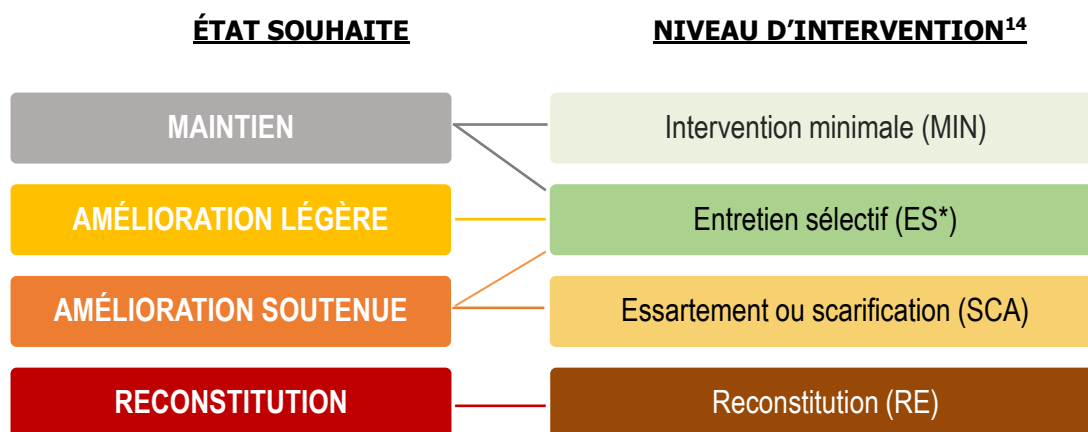 ÉTAT SOUHAITE
NIVEAU D'INTERVENTION14
MAINTIEN
Intervention minimale (MIN)
AMÉLIORATION LÉGÈRE
Entretien sélectif (ES*)
AMÉLIORATION SOUTENUE
Essartement ou scarification (SCA)
RECONSTITUTION
Reconstitution (RE)